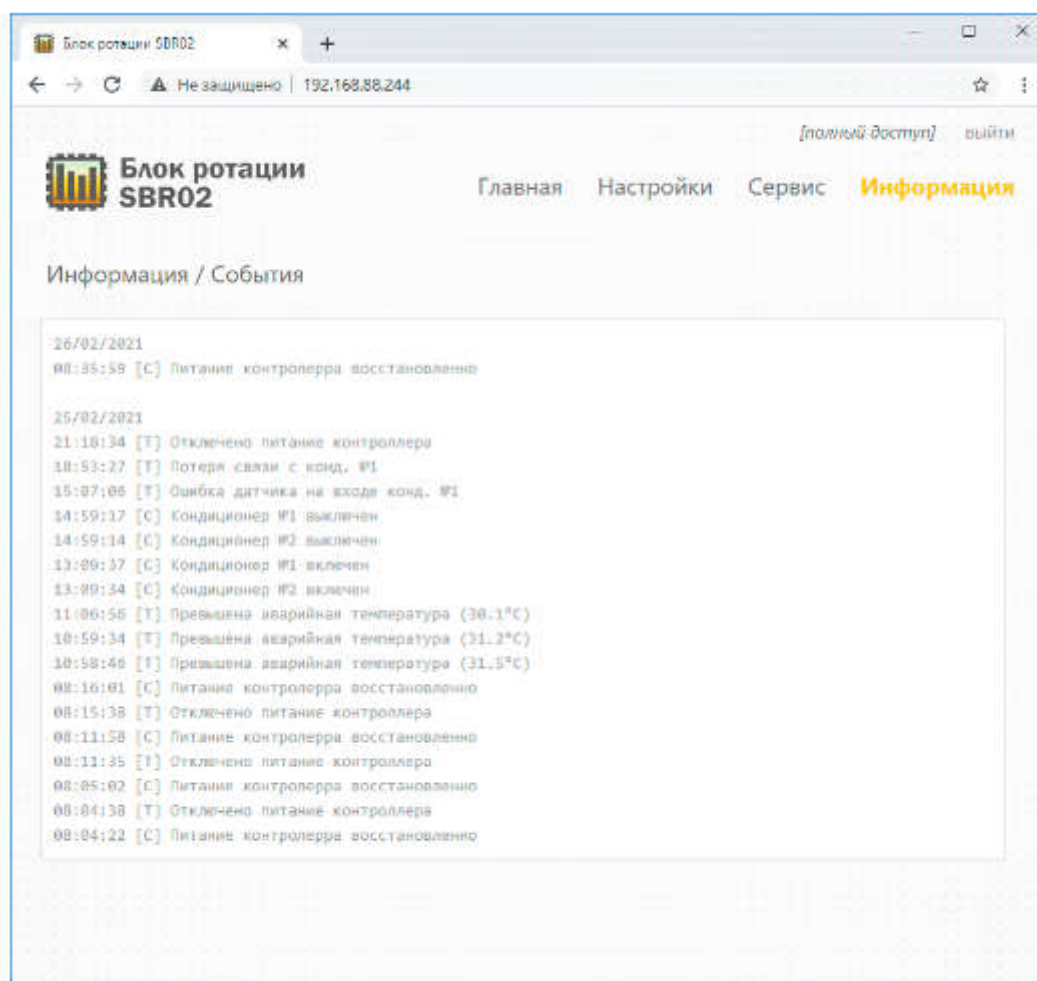 Блок ротации SBR02
Не защищено 192.168.88.244
[полный доступ] выйти
Блок ротации
SBR02
Главная Настройки Сервис Информация
Информация / События
26/02/2021
08:35:59 [С] Питание контролерра восстановленно
25/02/2021
21:18:34 [Т] Отключено питание контроллера
18:53:27 [Т] Потеря связи с конд. №1
15:07:06 [Т] Ошибка датчика на входе конд. №1
14:59:17 [С] Кондиционер №1 выключен
14:59:14 [С] Кондиционер №2 выключен
13:09:37 [С] Кондиционер №1 включен
13:09:34 [С] Кондиционер №2 включен
11:06:56 [Т] Превышена аварийная температура (30.1°C)
10:59:34 [Т] Превышена аварийная температура (31.2°C)
10:58:46 [Т] Превышена аварийная температура (31.5°C)
08:16:01 [С] Питание контролерра восстановленно
08:15:38 [Т] Отключено питание контроллера
08:11:58 [С] Питание контролерра восстановленно
08:11:35 [Т] Отключено питание контроллера
08:05:02 [С] Питание контролерра восстановленно
08:04:38 [Т] Отключено питание контроллера
08:04:22 [С] Питание контролерра восстановленно